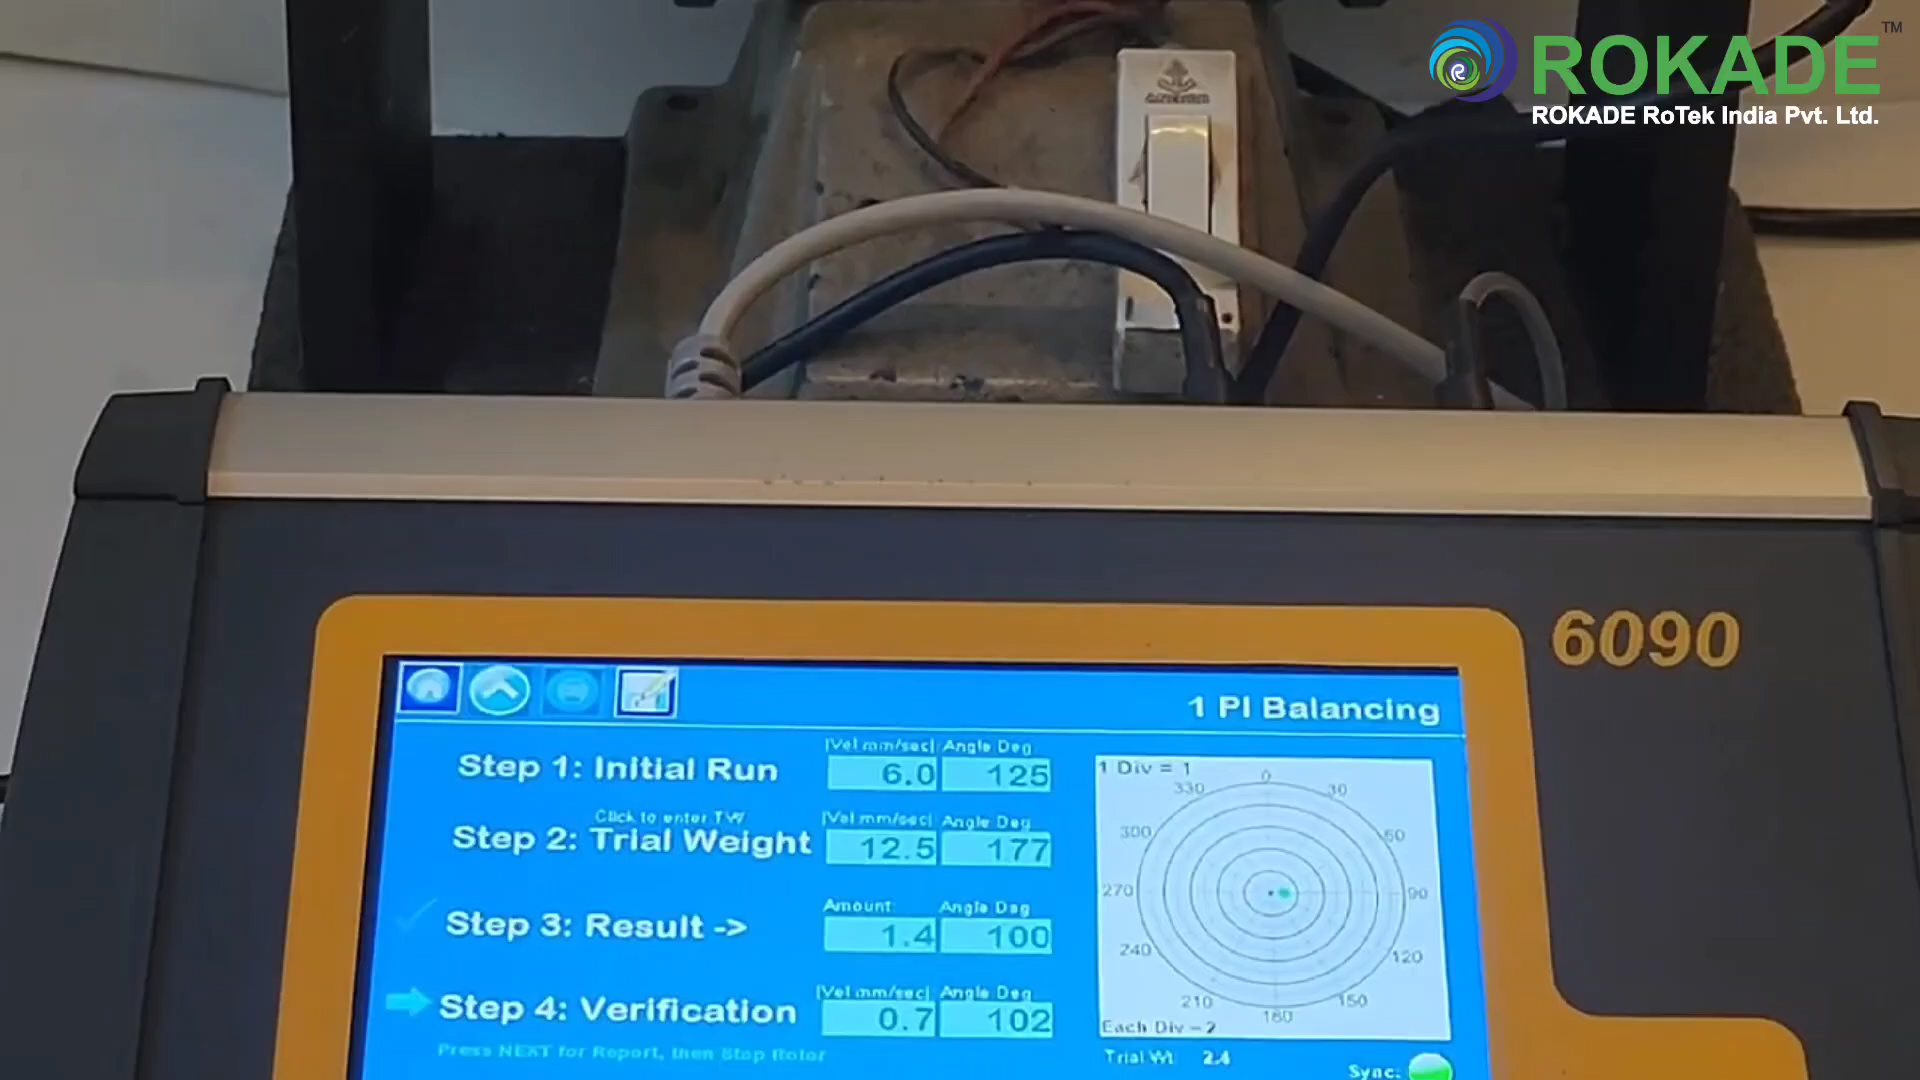 ROKADE™
ROKADE RoTek India Pvt. Ltd.
6090
1 Pl Balancing
|Vel mm/sec| Angle Deg
Step 1: Initial Run 6.0 125
Click to enter TW
|Vel mm/sec| Angle Deg
Step 2: Trial Weight 12.5 177
Amount Angle Deg
Step 3: Result -> 1.4 100
|Vel mm/sec| Angle Deg
Step 4: Verification 0.7 102
Press NEXT for Report, then Stop Rotor
1 Div = 1
0
330 30
300 60
270 90
240 120
210 150
180
Each Div = 2
Trial Wt 2.4
Sync: